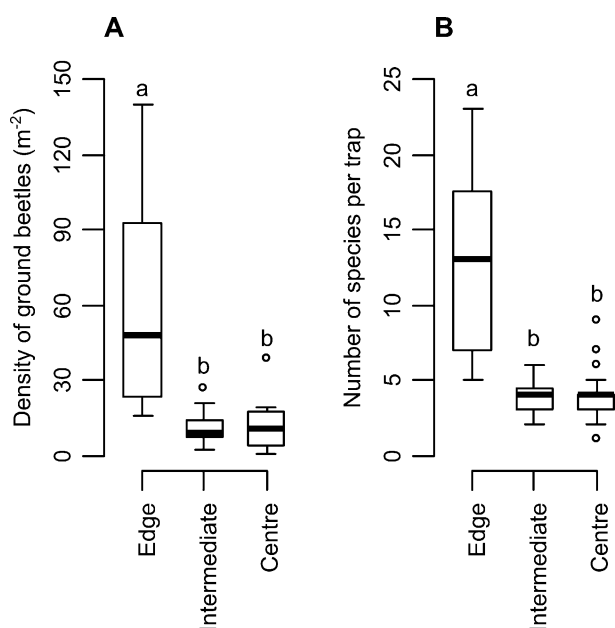 A
Density of ground beetles (m⁻²)
150
120
90
60
30
0
a
b
b
Edge
Intermediate
Centre
B
Number of species per trap
25
20
15
10
5
0
a
b
b
Edge
Intermediate
Centre